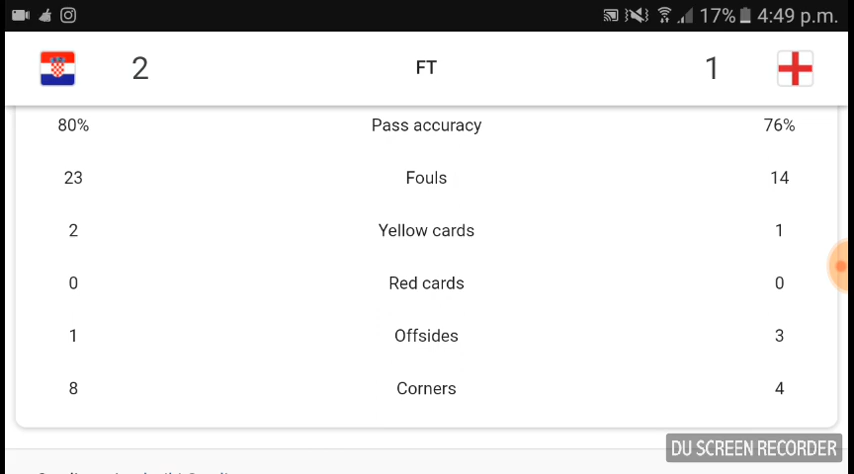 17% 4:49 p.m.
2 FT 1
80% Pass accuracy 76%
23 Fouls 14
2 Yellow cards 1
0 Red cards 0
1 Offsides 3
8 Corners 4
DU SCREEN RECORDER